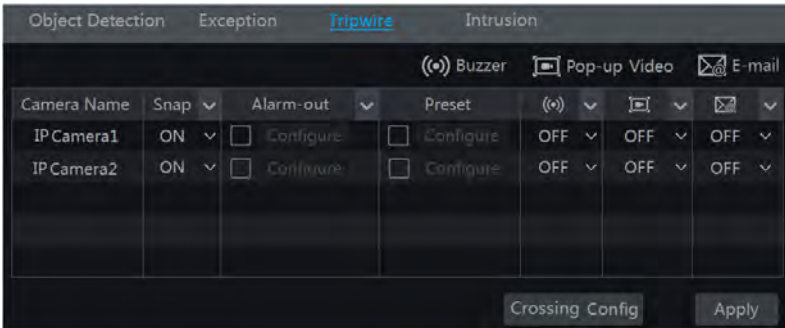 Object Detection Exception Tripwire Intrusion
Buzzer Pop-up Video E-mail
Camera Name Snap Alarm-out Preset
IP Camera1 ON Configure Configure OFF OFF OFF
IP Camera2 ON Configure Configure OFF OFF OFF
Crossing Config Apply